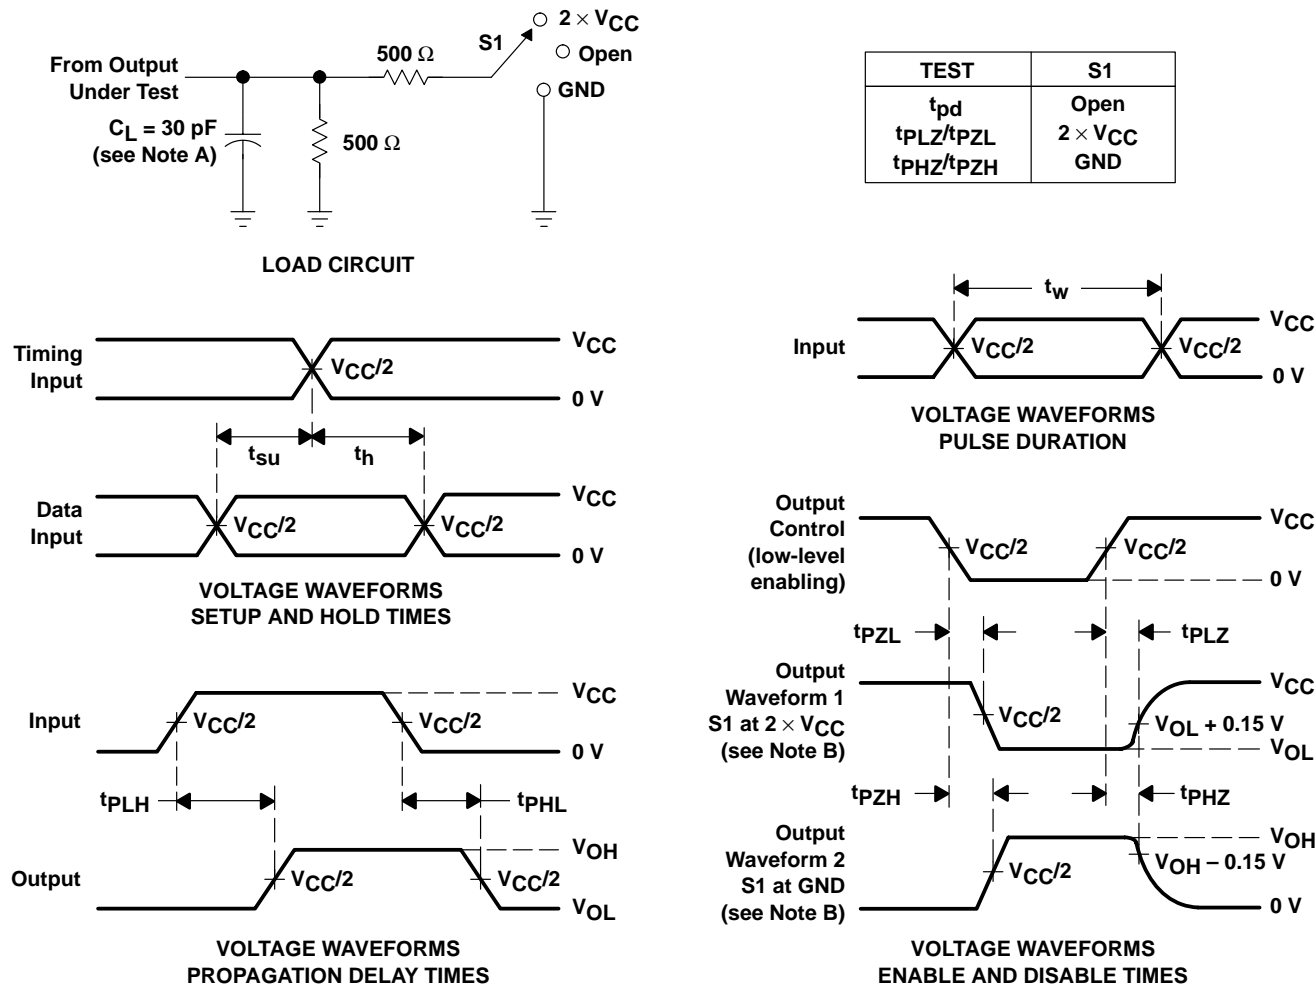 2 × VCC
S1
500 Ω
Open
From Output
Under Test
GND
CL = 30 pF
(see Note A)
500 Ω
LOAD CIRCUIT
TEST S1
tpd Open
tPLZ/tPZL 2 × VCC
tPHZ/tPZH GND
tw
Input
VCC/2
VCC/2
VCC
0 V
VOLTAGE WAVEFORMS
PULSE DURATION
Timing
Input
VCC/2
VCC
0 V
tsu
th
Data
Input
VCC/2
VCC/2
VCC
0 V
VOLTAGE WAVEFORMS
SETUP AND HOLD TIMES
Input
VCC/2
VCC/2
VCC
0 V
tPLH
tPHL
Output
VCC/2
VCC/2
VOH
VOL
VOLTAGE WAVEFORMS
PROPAGATION DELAY TIMES
Output
Control
(low-level
enabling)
VCC/2
VCC/2
VCC
0 V
tPZL
tPLZ
Output
Waveform 1
S1 at 2 × VCC
(see Note B)
VCC/2
VCC
VOL + 0.15 V
VOL
tPZH
tPHZ
Output
Waveform 2
S1 at GND
(see Note B)
VCC/2
VOH
VOH − 0.15 V
0 V
VOLTAGE WAVEFORMS
ENABLE AND DISABLE TIMES